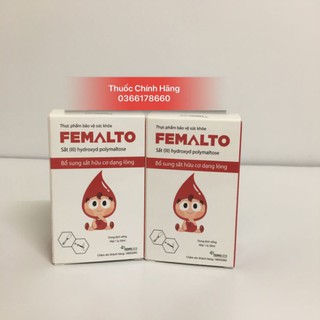 Thuốc Chính Hãng
0366178660
Thực phẩm bảo vệ sức khỏe
FEMALTO
Sắt (III) hydroxyd polymaltose
Bổ sung sắt hữu cơ dạng lỏng
Thực phẩm bảo vệ sức khỏe
FEMALTO
Sắt (III) hydroxyd polymaltose
Bổ sung sắt hữu cơ dạng lỏng